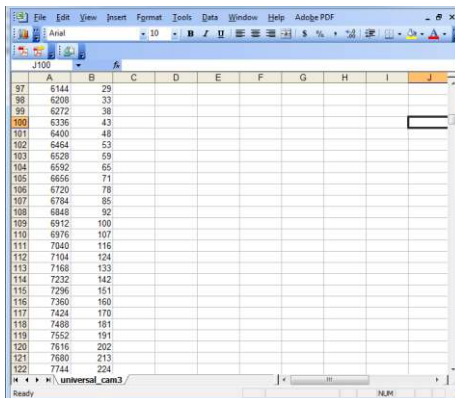 File Edit View Insert Format Tools Data Window Help Adobe PDF
Arial 10 B I U $ % ,
J100 fx
A B C D E F G H I J
97 6144 29
98 6208 33
99 6272 38
100 6336 43
101 6400 48
102 6464 53
103 6528 59
104 6592 65
105 6656 71
106 6720 78
107 6784 85
108 6848 92
109 6912 100
110 6976 107
111 7040 116
112 7104 124
113 7168 133
114 7232 142
115 7296 151
116 7360 160
117 7424 170
118 7488 181
119 7552 191
120 7616 202
121 7680 213
122 7744 224
universal_cam3
Ready NUM